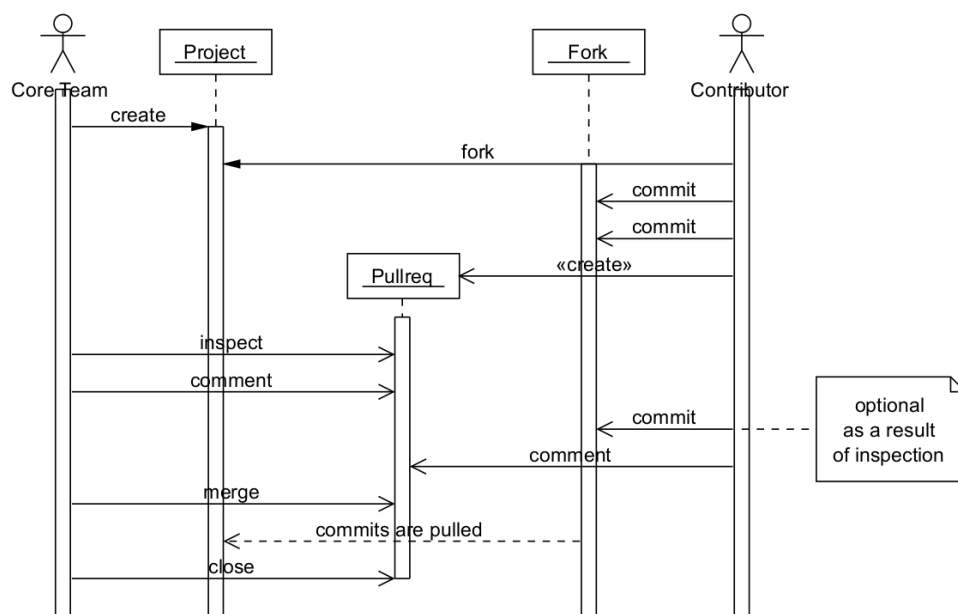 Project
Fork
Core Team
Contributor
create
fork
commit
commit
«create»
Pullreq
inspect
comment
optional
as a result
of inspection
commit
comment
merge
commits are pulled
close